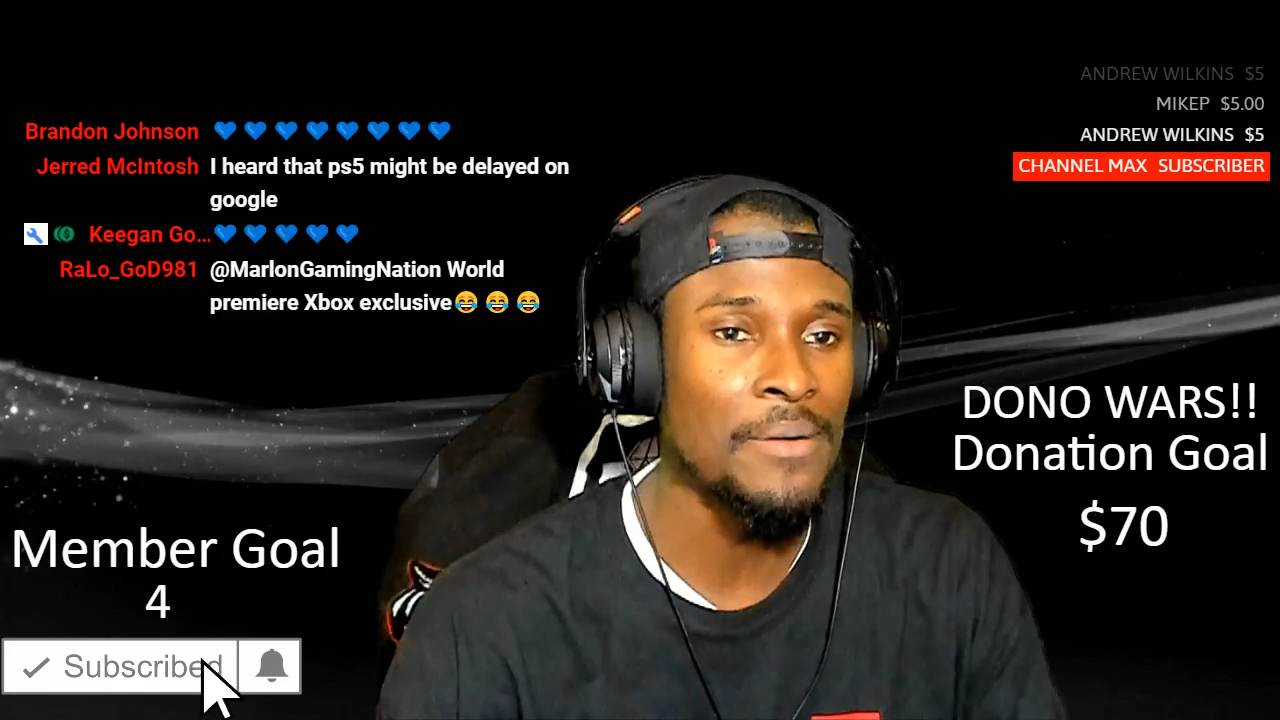 ANDREW WILKINS $5
MIKEP $5.00
ANDREW WILKINS $5
CHANNEL MAX SUBSCRIBER
Brandon Johnson 💙 💙 💙 💙 💙 💙 💙 💙
Jerred McIntosh I heard that ps5 might be delayed on
google
Keegan Go... 💙 💙 💙 💙 💙
RaLo_GoD981 @MarlonGamingNation World
premiere Xbox exclusive😂 😂 😂
DONO WARS!!
Donation Goal
$70
Member Goal
4
Subscribed